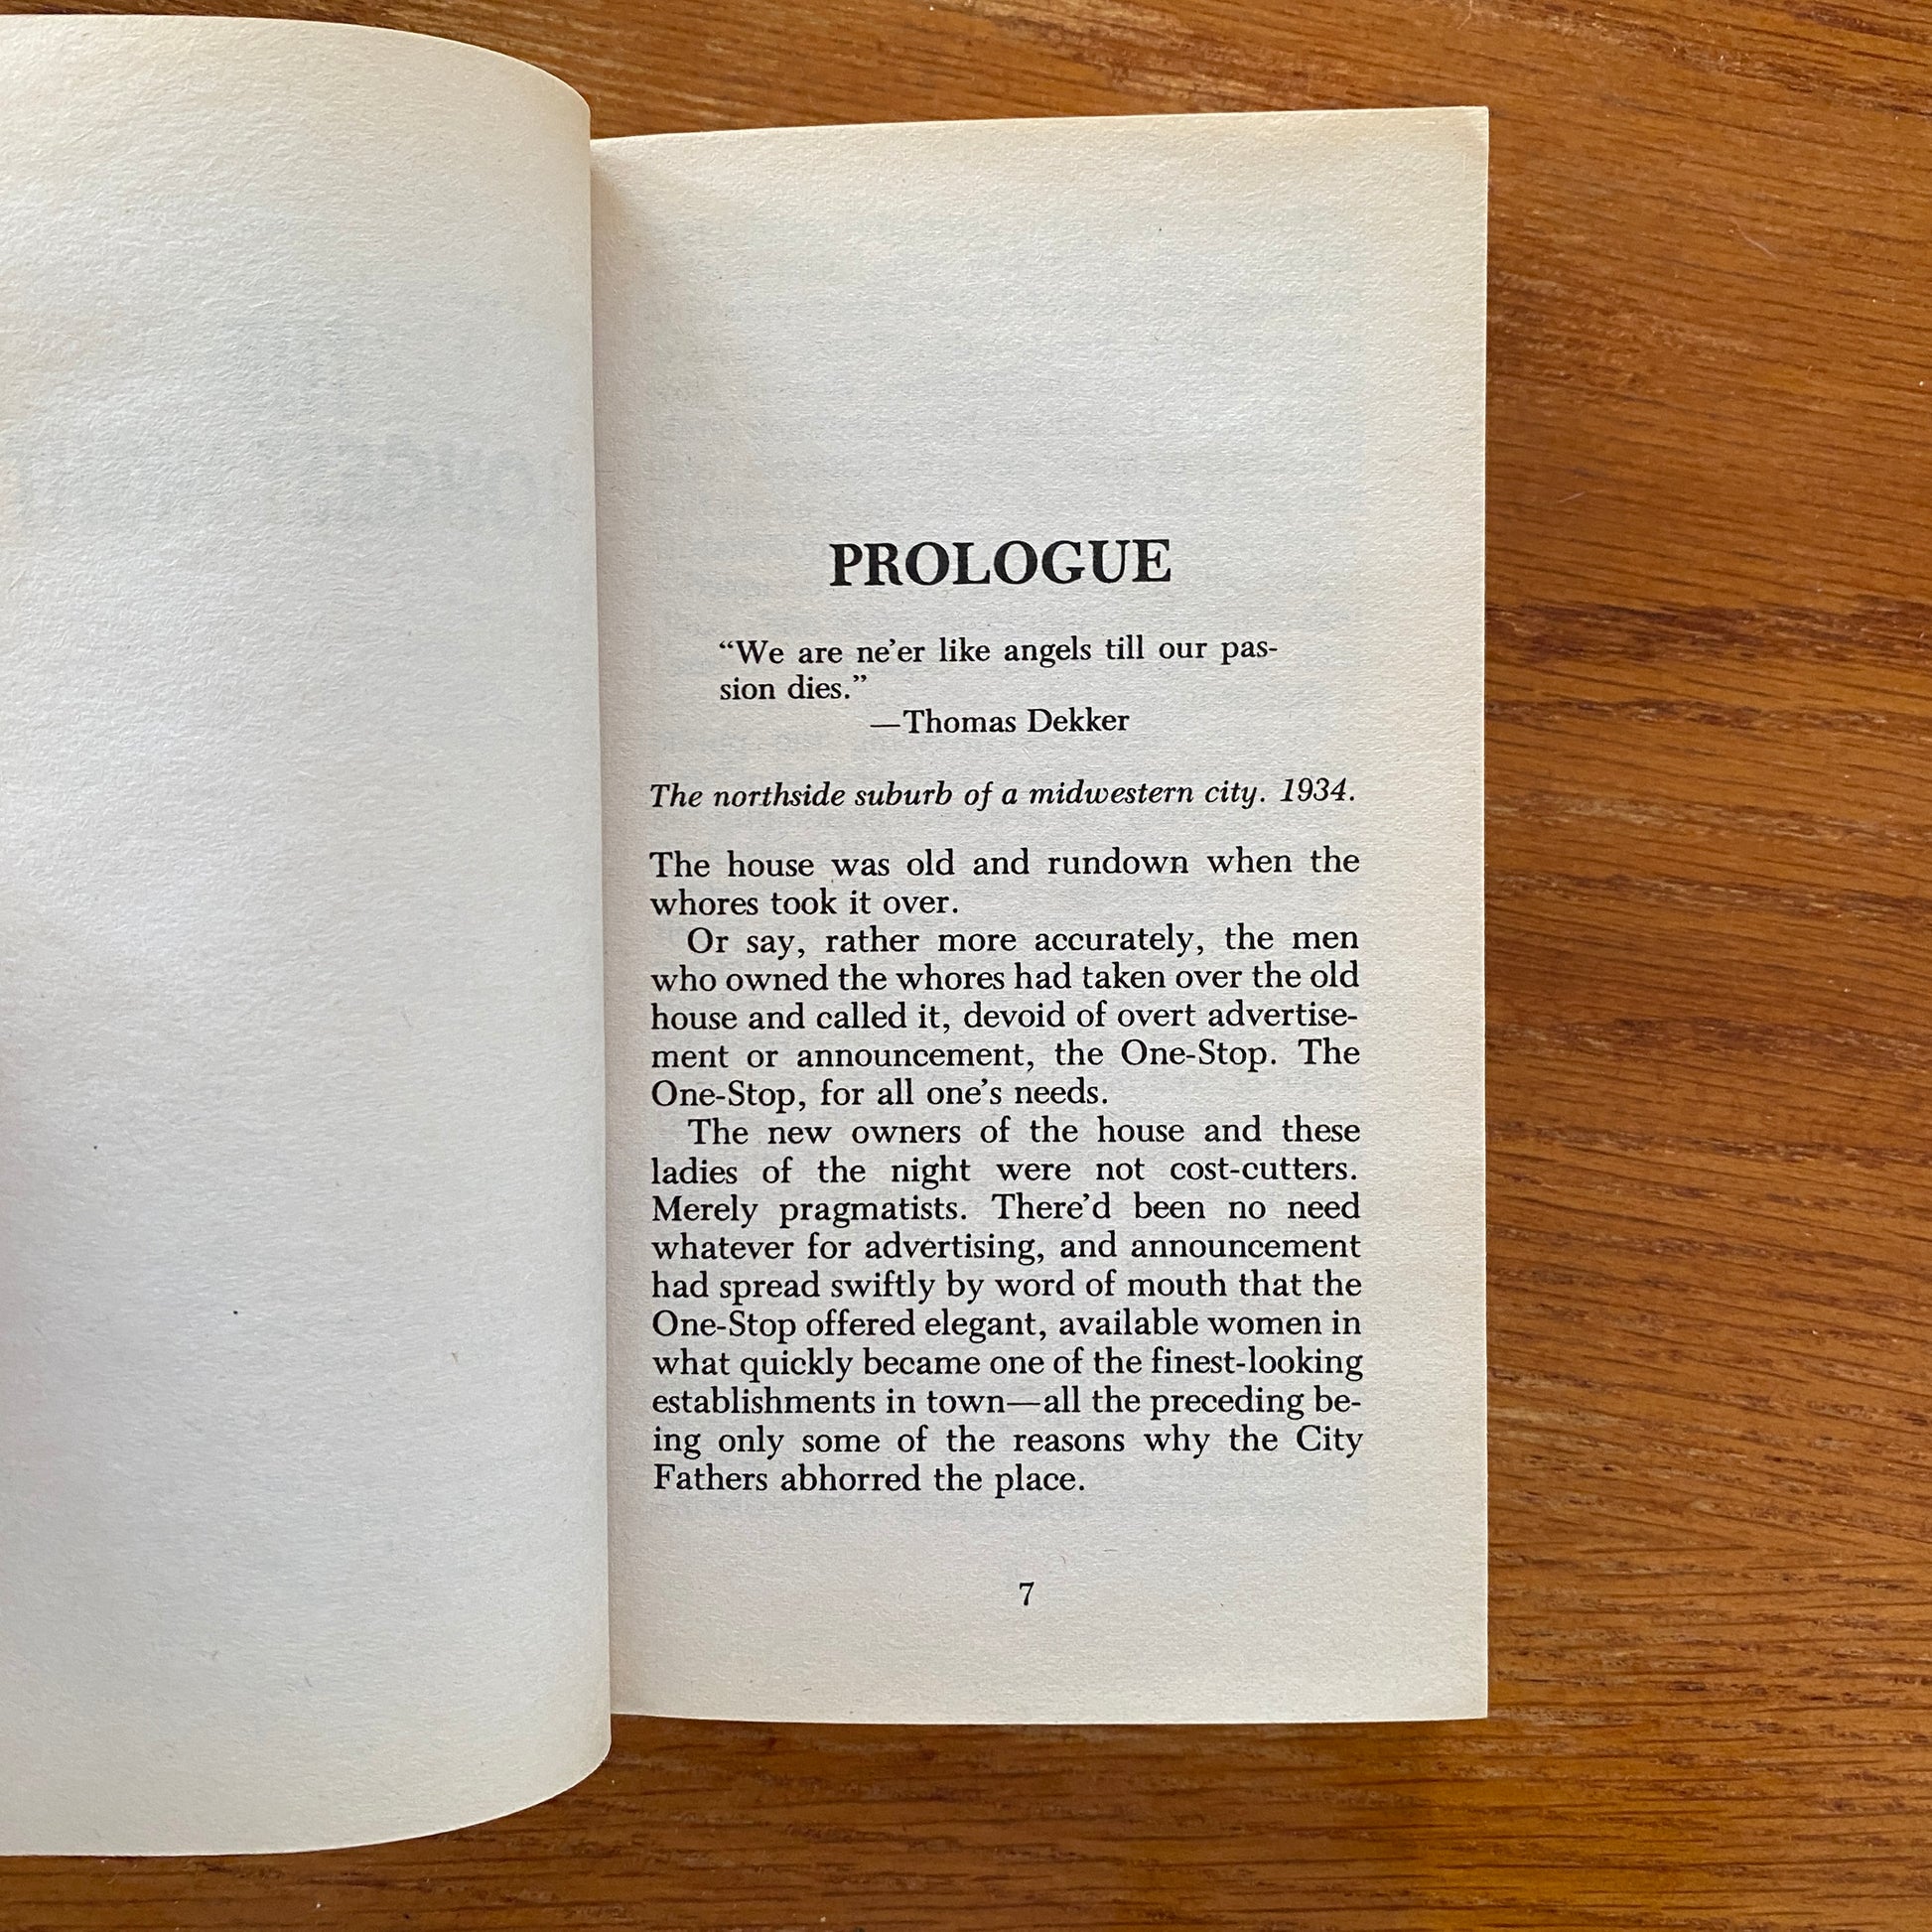 PROLOGUE
“We are ne’er like angels till our pas-
sion dies.”
—Thomas Dekker
The northside suburb of a midwestern city. 1934.
The house was old and rundown when the
whores took it over.
Or say, rather more accurately, the men
who owned the whores had taken over the old
house and called it, devoid of overt advertise-
ment or announcement, the One-Stop. The
One-Stop, for all one’s needs.
The new owners of the house and these
ladies of the night were not cost-cutters.
Merely pragmatists. There’d been no need
whatever for advertising, and announcement
had spread swiftly by word of mouth that the
One-Stop offered elegant, available women in
what quickly became one of the finest-looking
establishments in town—all the preceding be-
ing only some of the reasons why the City
Fathers abhorred the place.
7